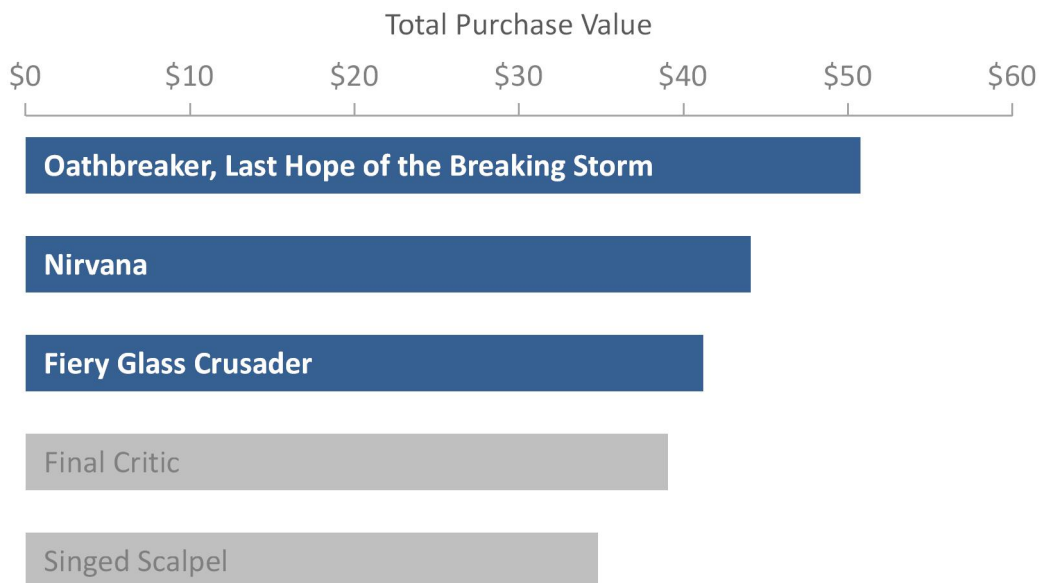 Total Purchase Value
$0 $10 $20 $30 $40 $50 $60
Oathbreaker, Last Hope of the Breaking Storm
Nirvana
Fiery Glass Crusader
Final Critic
Singed Scalpel